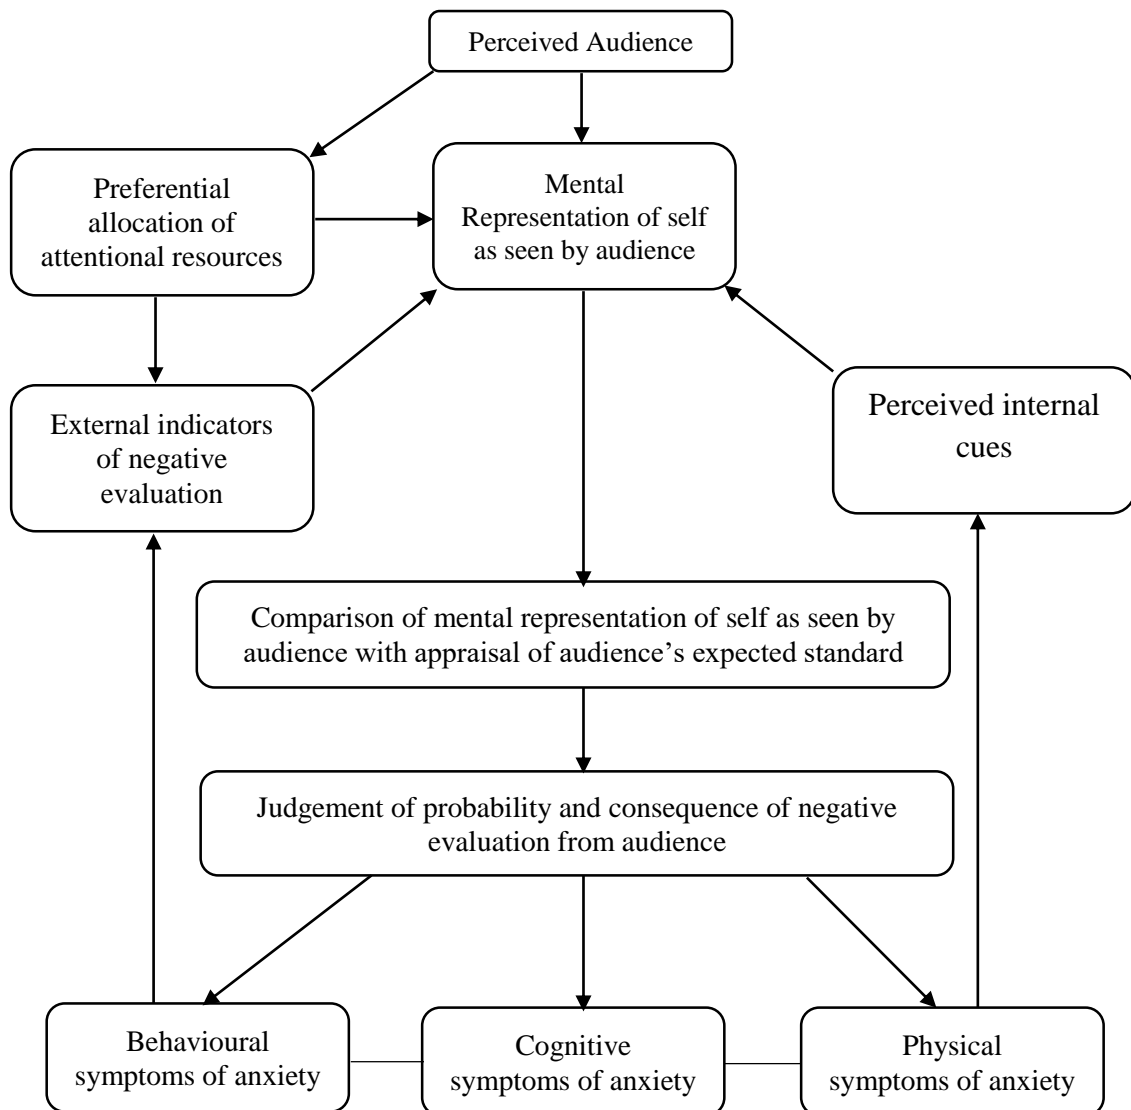 Perceived Audience
Mental
Representation of self
as seen by audience
Preferential
allocation of
attentional resources
External indicators
of negative
evaluation
Perceived internal
cues
Comparison of mental representation of self as seen by
audience with appraisal of audience’s expected standard
Judgement of probability and consequence of negative
evaluation from audience
Behavioural
symptoms of anxiety
Cognitive
symptoms of anxiety
Physical
symptoms of anxiety